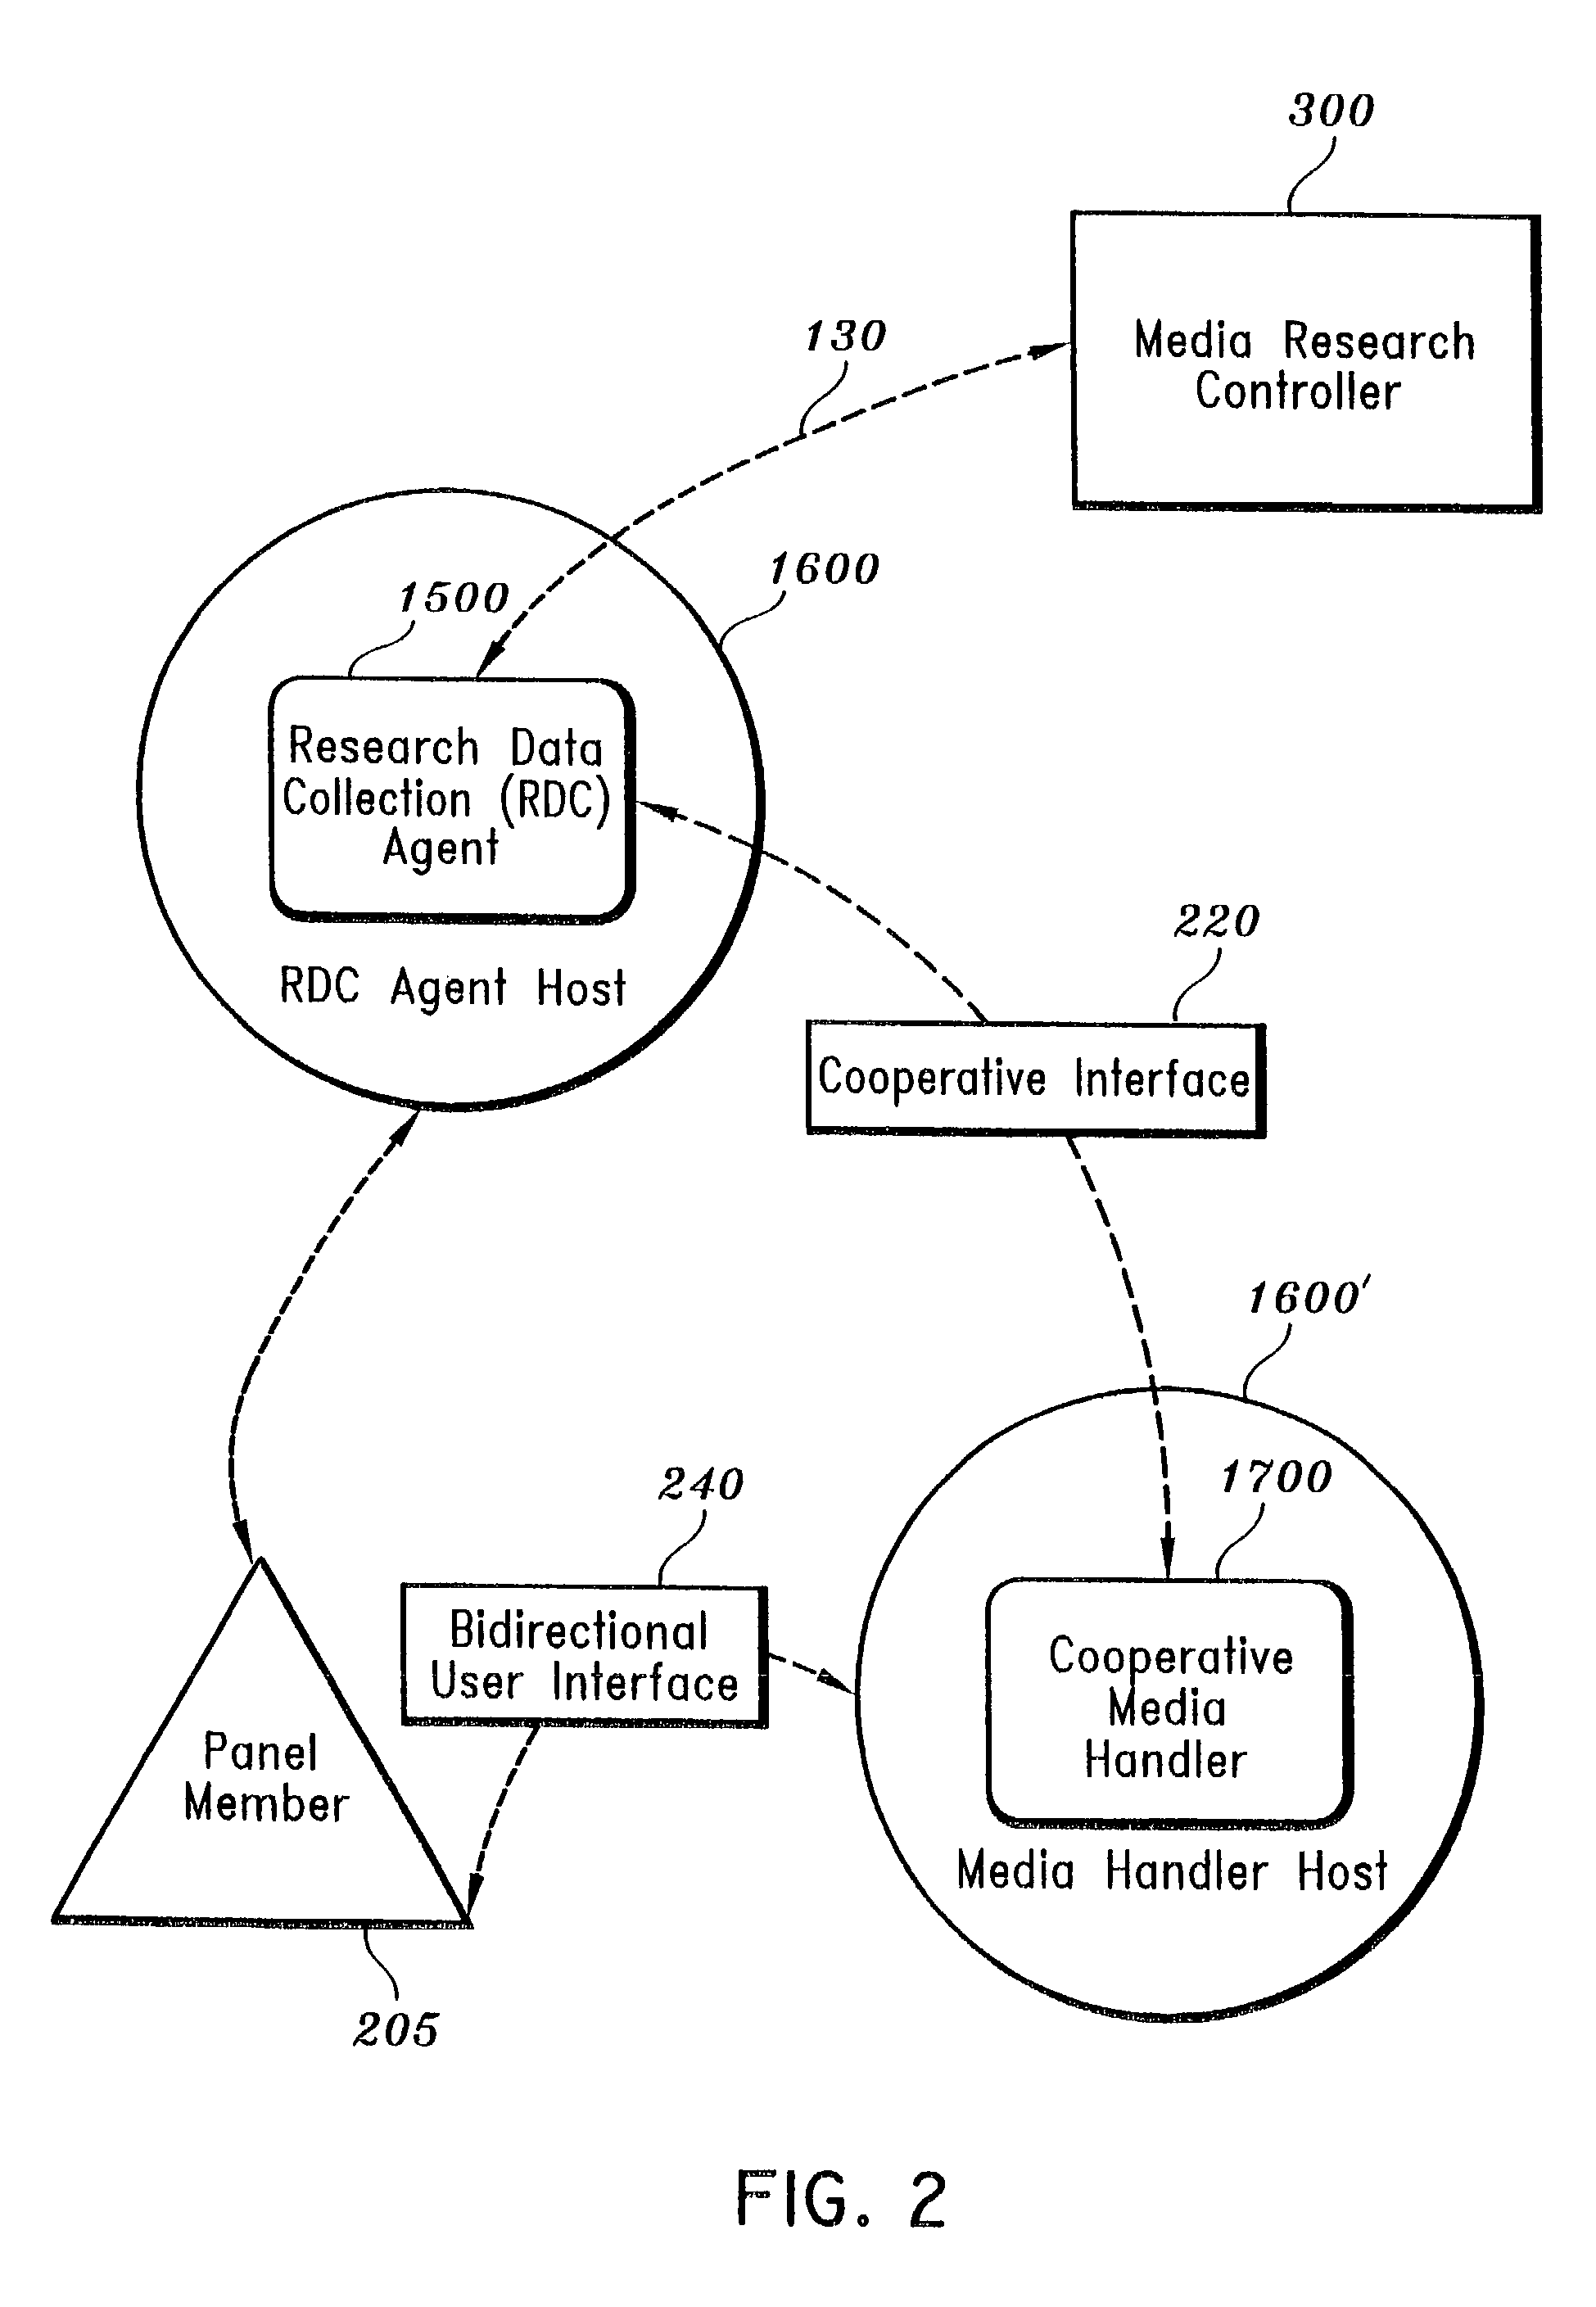 300
Media Research
Controller
130
1600
1500
Research Data
Collection (RDC)
Agent
RDC Agent Host
220
Cooperative Interface
1600'
1700
Cooperative
Media
Handler
Media Handler Host
240
Bidirectional
User Interface
Panel
Member
205
FIG. 2